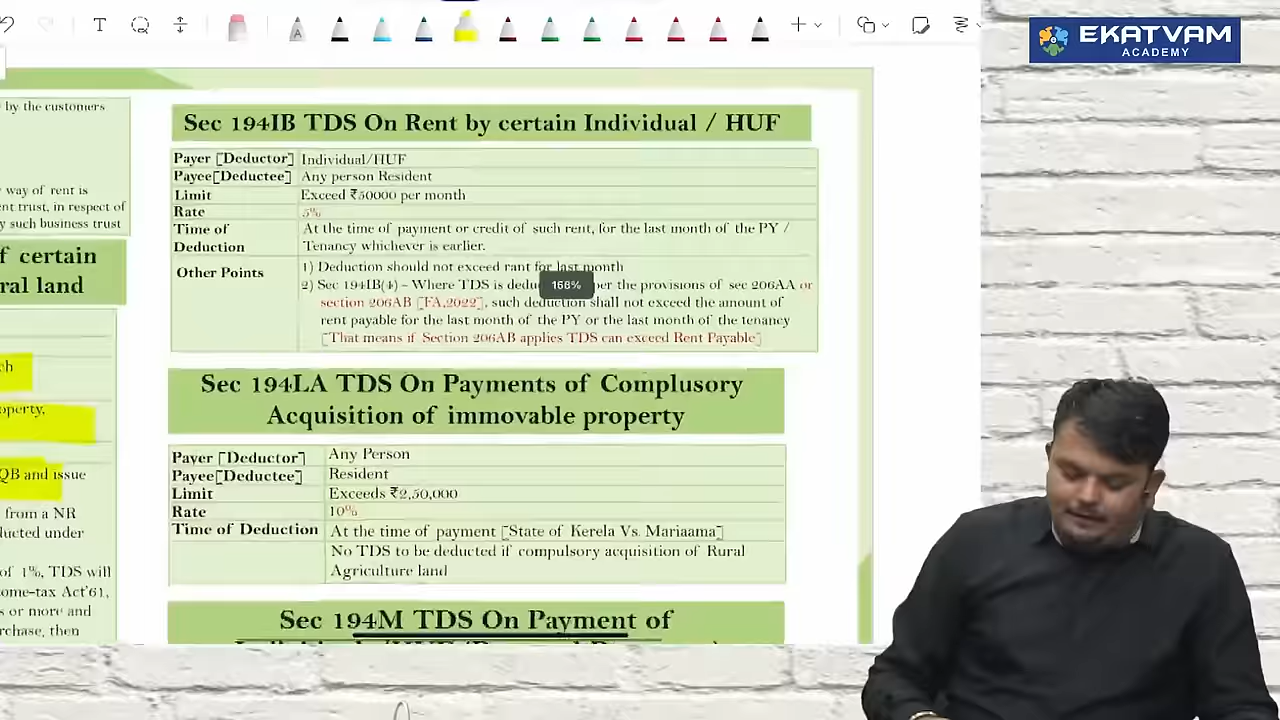 EKATVAM
ACADEMY
T
A
by the customers
way of rent is
ent trust, in respect of
y such business trust
f certain
ral land
ch
operty,
QB and issue
from a NR
ducted under
of 1%, TDS will
ome-tax Act'61,
s or more and
rchase, then
Sec 194IB TDS On Rent by certain Individual / HUF
Payer [Deductor] Individual/HUF
Payee[Deductee] Any person Resident
Limit Exceed ₹50000 per month
Rate 5%
Time of Deduction At the time of payment or credit of such rent, for the last month of the PY /
Tenancy whichever is earlier.
Other Points 1) Deduction should not exceed rant for last month
2) Sec 194IB(4) – Where TDS is deduc per the provisions of sec 206AA or
168%
section 206AB [FA,2022], such deduction shall not exceed the amount of
rent payable for the last month of the PY or the last month of the tenancy
[That means if Section 206AB applies TDS can exceed Rent Payable]
Sec 194LA TDS On Payments of Complusory
Acquisition of immovable property
Payer [Deductor] Any Person
Payee[Deductee] Resident
Limit Exceeds ₹2,50,000
Rate 10%
Time of Deduction At the time of payment [State of Kerela Vs. Mariaama]
No TDS to be deducted if compulsory acquisition of Rural
Agriculture land
Sec 194M TDS On Payment of